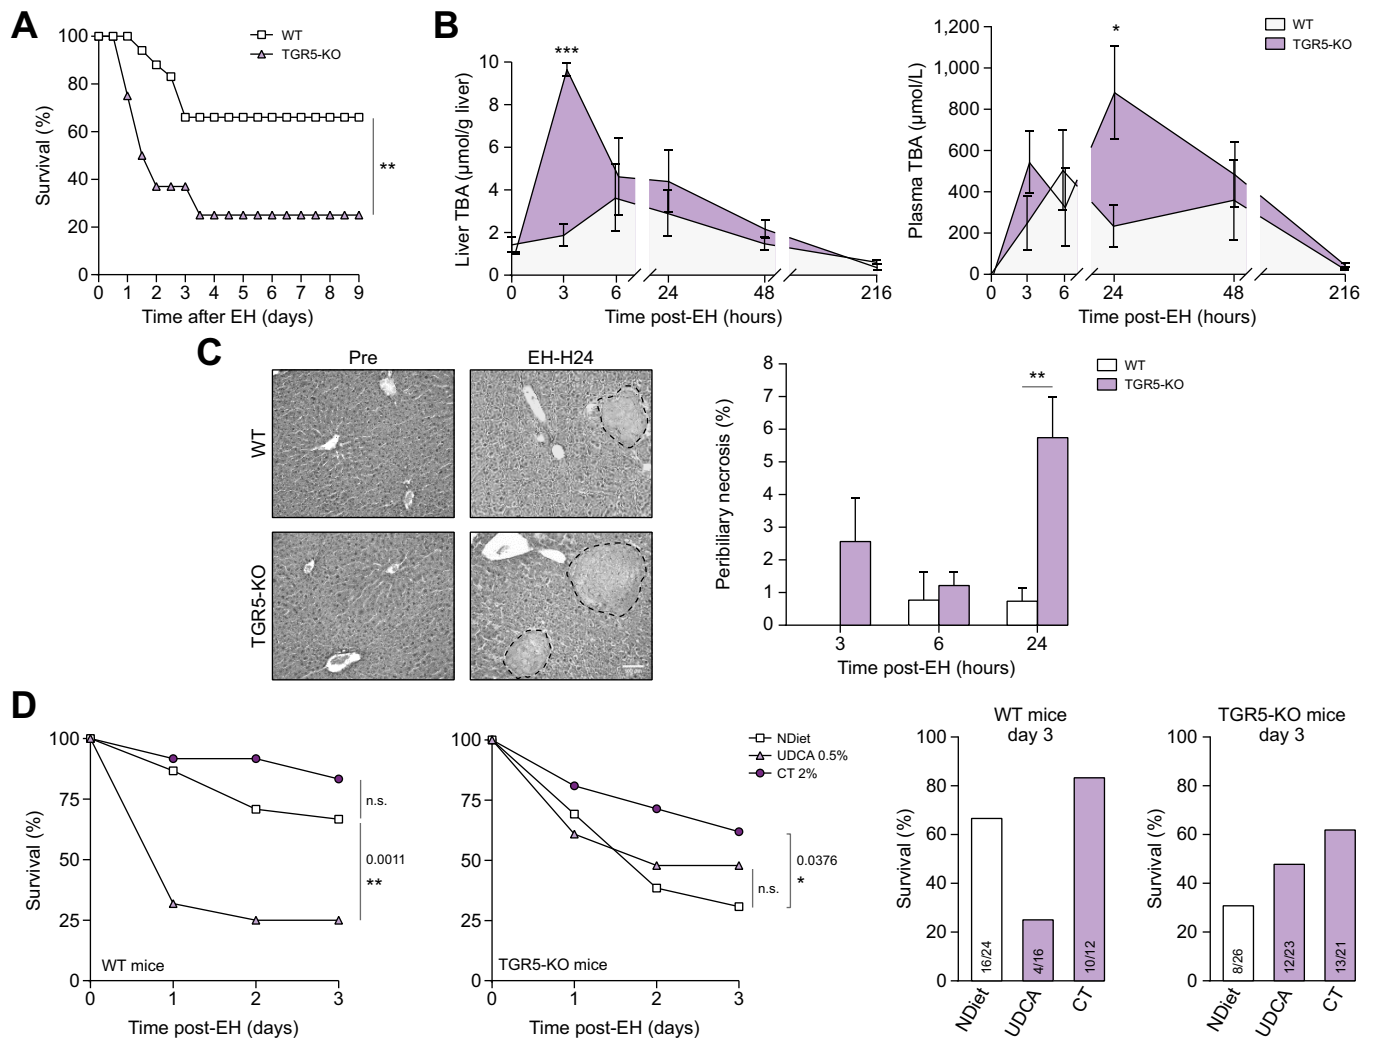 A
100
80
60
40
20
0
Survival (%)
0 1 2 3 4 5 6 7 8 9
Time after EH (days)
WT
TGR5-KO
**
B
10
8
6
4
2
0
Liver TBA (µmol/g liver)
***
0 3 6 24 48 216
Time post-EH (hours)
1,200
1,000
800
600
400
200
0
Plasma TBA (µmol/L)
*
0 3 6 24 48 216
Time post-EH (hours)
WT
TGR5-KO
C
Pre
EH-H24
WT
TGR5-KO
8
7
6
5
4
3
2
1
0
Peribiliary necrosis (%)
**
3 6 24
Time post-EH (hours)
WT
TGR5-KO
D
100
75
50
25
0
Survival (%)
n.s.
0.0011
**
WT mice
0 1 2 3
Time post-EH (days)
100
75
50
25
0
NDiet
UDCA 0.5%
CT 2%
n.s.
0.0376
*
TGR5-KO mice
0 1 2 3
Time post-EH (days)
WT mice
day 3
100
80
60
40
20
0
Survival (%)
16/24
4/16
10/12
NDiet
UDCA
CT
TGR5-KO mice
day 3
100
80
60
40
20
0
Survival (%)
8/26
12/23
13/21
NDiet
UDCA
CT